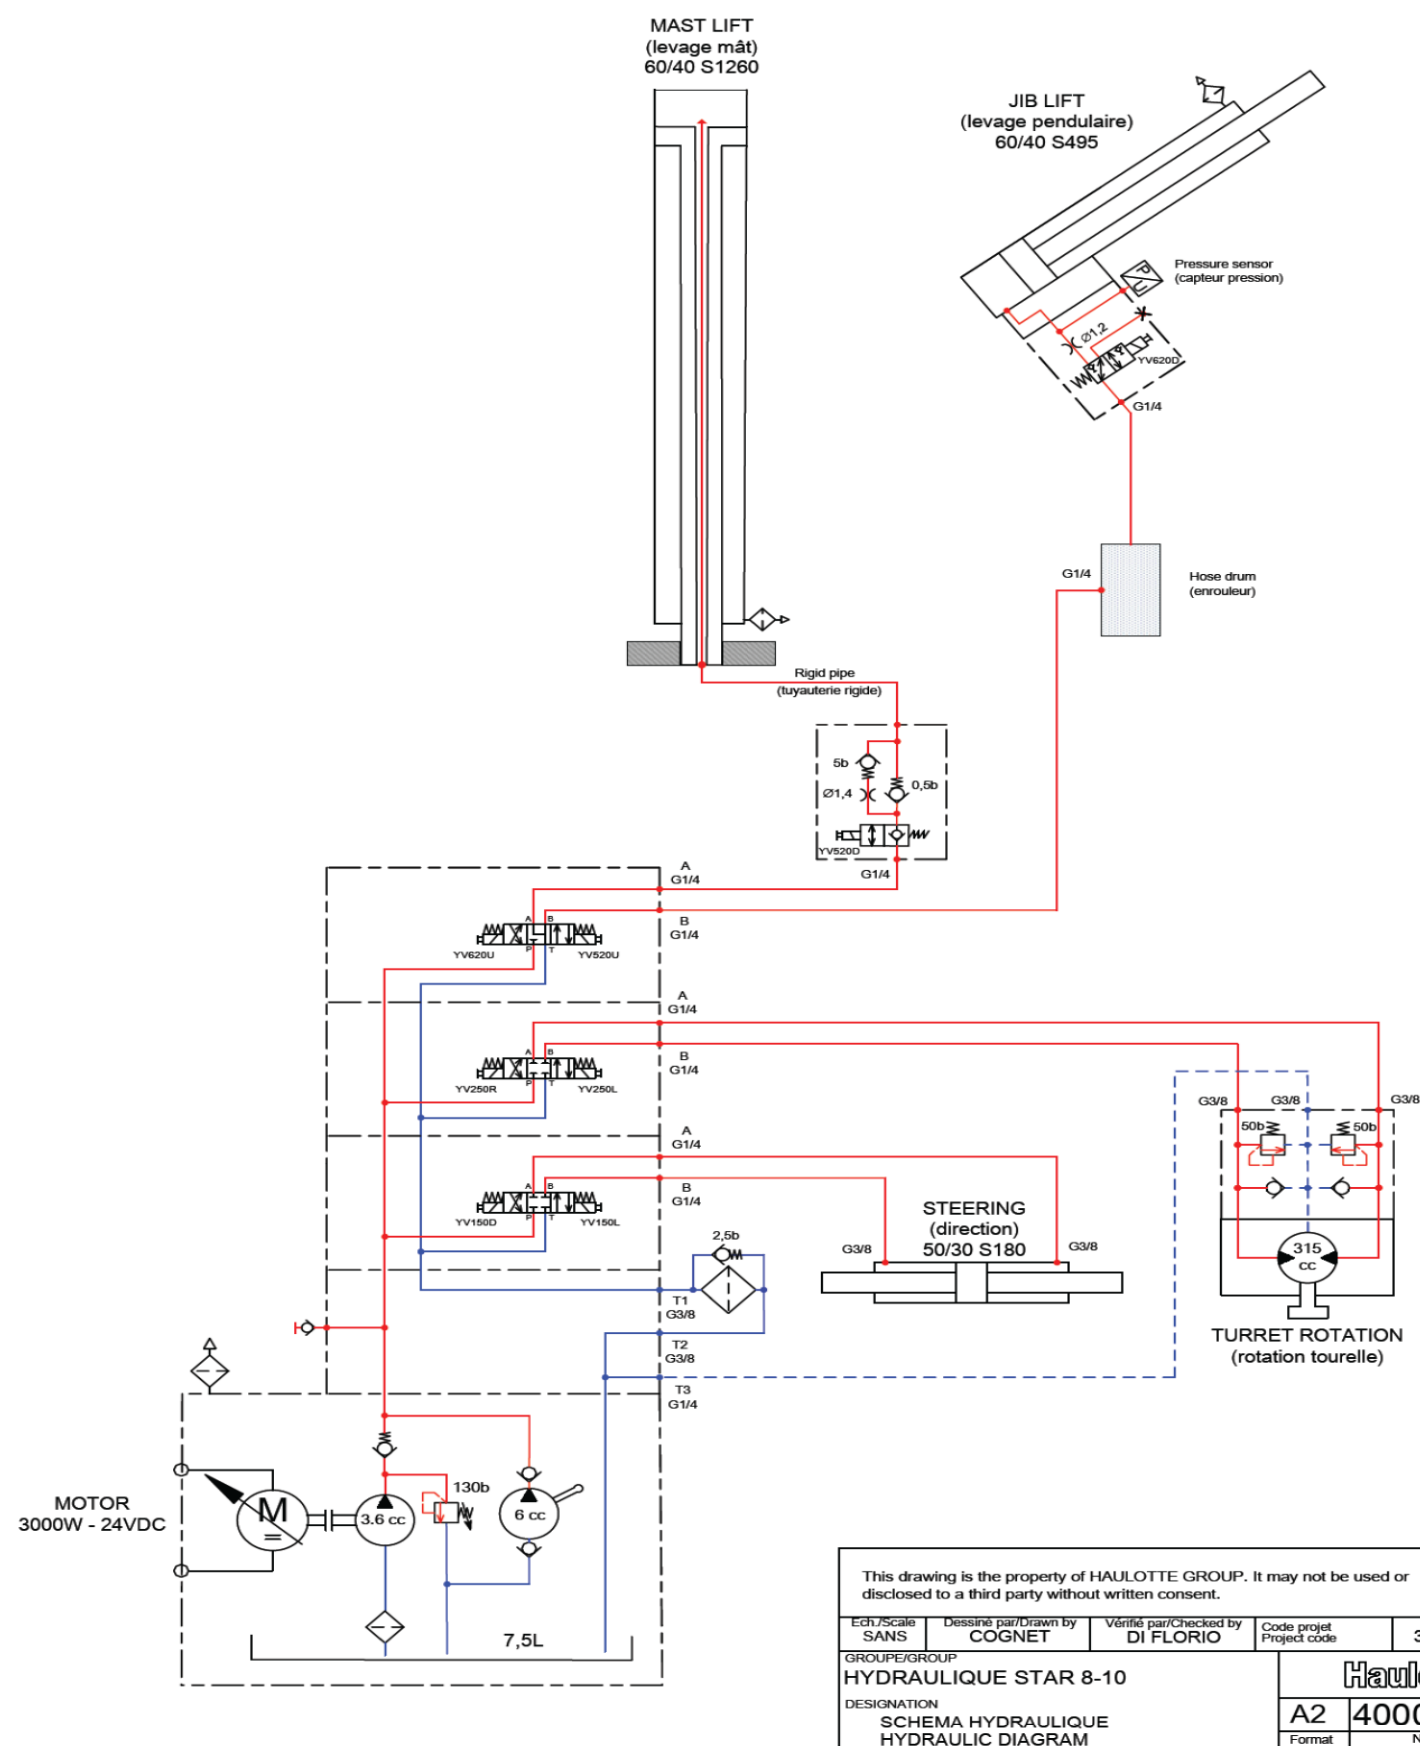 MAST LIFT
(levage mât)
60/40 S1260
JIB LIFT
(levage pendulaire)
60/40 S495
Pressure sensor
(capteur pression)
P
U
Ø1,2
YV620D
G1/4
G1/4
Hose drum
(enrouleur)
Rigid pipe
(tuyauterie rigide)
5b
0,5b
Ø1,4
YV520D
G1/4
A
G1/4
B
G1/4
A B
P T
YV620U
YV520U
A
G1/4
B
G1/4
A B
P T
YV250R
YV250L
G3/8
G3/8
G3/8
50b
50b
A
G1/4
B
G1/4
A B
P T
YV150D
YV150L
2,5b
STEERING
(direction)
50/30 S180
G3/8
G3/8
315
cc
TURRET ROTATION
(rotation tourelle)
T1
G3/8
T2
G3/8
T3
G1/4
MOTOR
3000W - 24VDC
M
=
3.6 cc
130b
6 cc
7,5L
This drawing is the property of HAULOTTE GROUP. It may not be used or
disclosed to a third party without written consent.
Ech./Scale
SANS
Dessiné par/Drawn by
COGNET
Vérifié par/Checked by
DI FLORIO
Code projet
Project code
3
GROUPE/GROUP
HYDRAULIQUE STAR 8-10
DESIGNATION
SCHEMA HYDRAULIQUE
HYDRAULIC DIAGRAM
A2
Format
4000
N